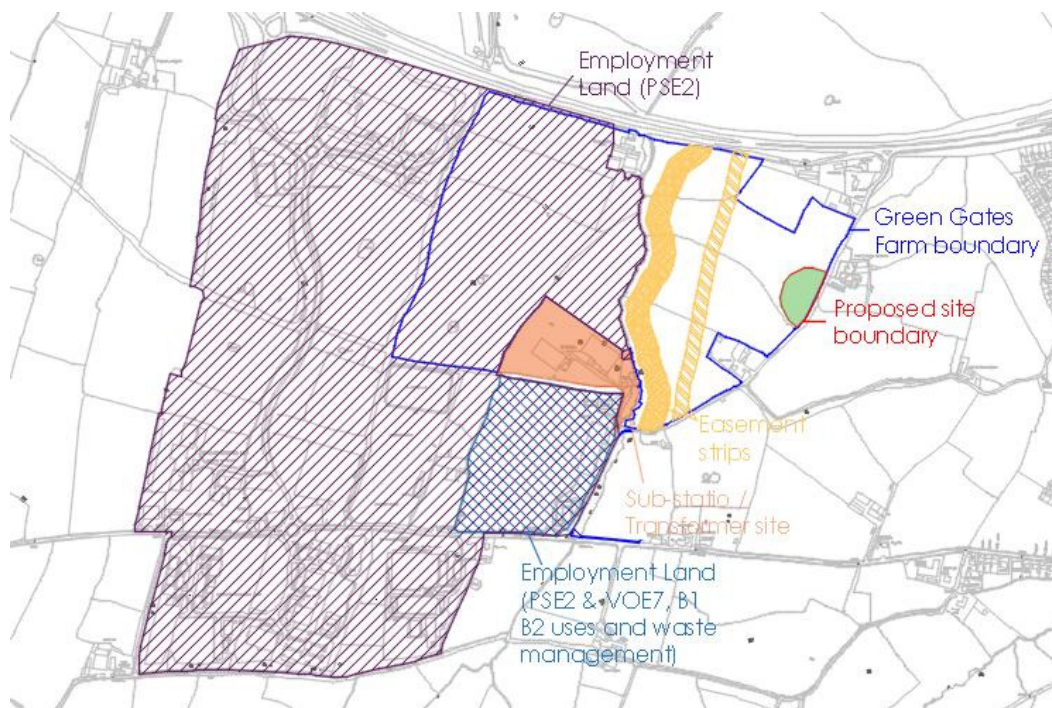 Employment
Land (PSE2)
Green Gates
Farm boundary
Proposed site
boundary
Easement
strips
Sub-statio /
Transformer site
Employment Land
(PSE2 & VOE7, B1
B2 uses and waste
management)